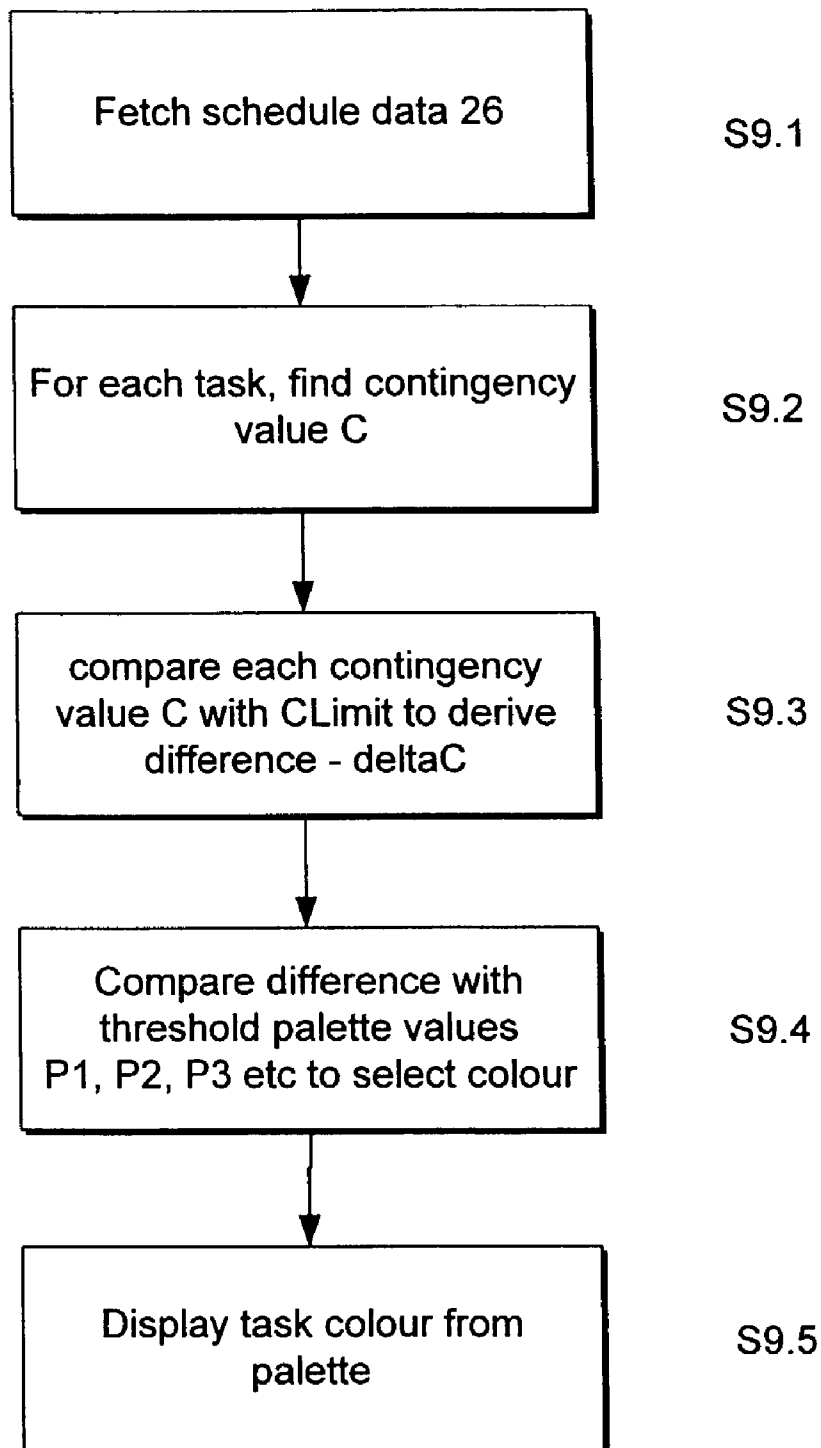 Fetch schedule data 26
S9.1
For each task, find contingency
value C
S9.2
compare each contingency
value C with CLimit to derive
difference - deltaC
S9.3
Compare difference with
threshold palette values
P1, P2, P3 etc to select colour
S9.4
Display task colour from
palette
S9.5